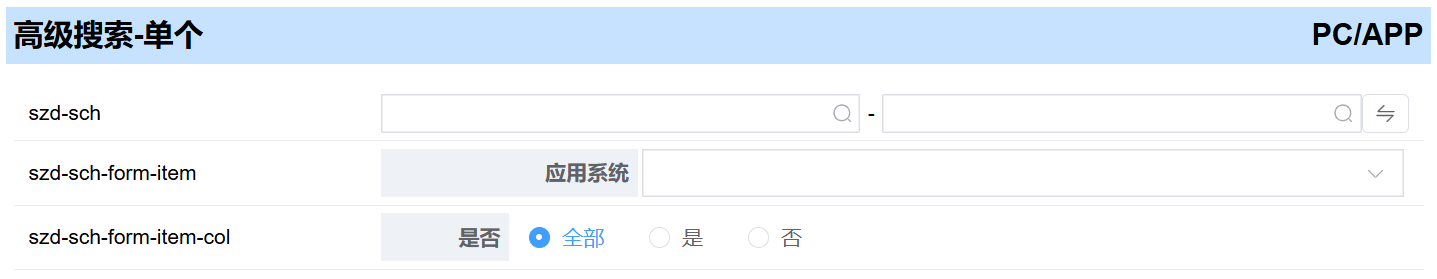 高级搜索-单个 PC/APP
szd-sch -
szd-sch-form-item 应用系统
szd-sch-form-item-col 是否 全部 是 否